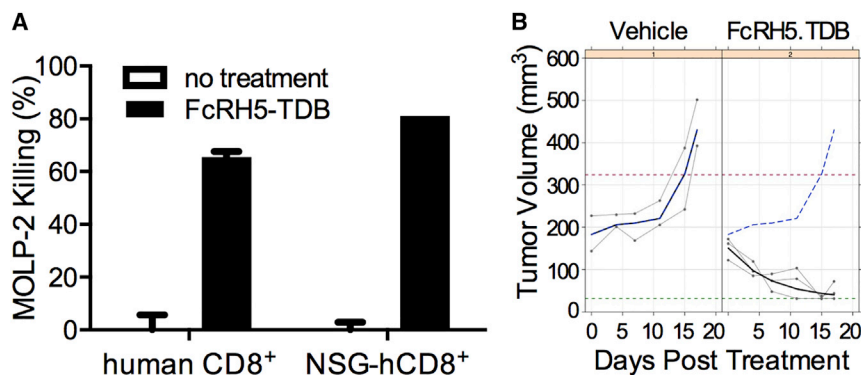 A
MOLP-2 Killing (%)
100
80
60
40
20
0
no treatment
FcRH5-TDB
human CD8⁺
NSG-hCD8⁺
B
Vehicle
FcRH5.TDB
1
2
Tumor Volume (mm³)
600
500
400
300
200
100
0
0 5 10 15 20
0 5 10 15 20
Days Post Treatment